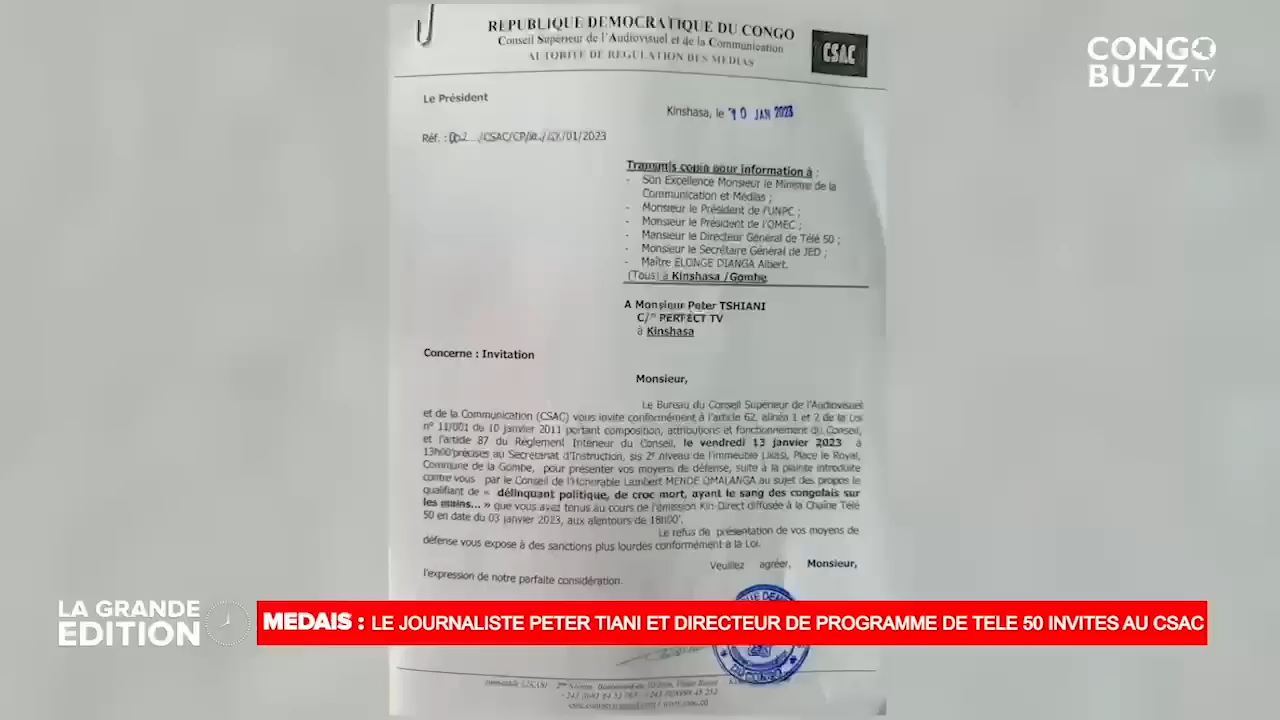 REPUBLIQUE DEMOCRATIQUE DU CONGO
Conseil Supérieur de l'Audiovisuel et de la Communication
AUTORITE DE REGULATION DES MEDIAS
CSAC
CONGO
BUZZ TV
Le Président
Kinshasa, le 10 JAN 2023
Réf. : /CSAC/CP/ /01/2023
Transmis copie pour information à :
- Son Excellence Monsieur le Ministre de la
Communication et Médias ;
- Monsieur le Président de l'UNPC ;
- Monsieur le Président de l'OMEC ;
- Monsieur le Directeur Général de Télé 50 ;
- Monsieur le Secrétaire Général de JED ;
- Maître ELONGE DIANGA Albert.
(Tous) à Kinshasa /Gombe
A Monsieur Peter TSHIANI
C/° PERFECT TV
à Kinshasa
Concerne : Invitation
Monsieur,
Le Bureau du Conseil Supérieur de l'Audiovisuel
et de la Communication (CSAC) vous invite conformément à l'article 62, alinéa 1 et 2 de la Loi
n° 11/001 du 10 janvier 2011 portant composition, attributions et fonctionnement du Conseil,
et l'article 87 du Règlement Intérieur du Conseil, le vendredi 13 janvier 2023 à
13h00'précises au Secrétariat d'Instruction, sis 2e niveau de l'immeuble Likasi, Place le Royal,
Commune de la Gombe, pour présenter vos moyens de défense, suite à la plainte introduite
contre vous par le Conseil de l'Honorable Lambert MENDE OMALANGA au sujet des propos le
qualifiant de « délinquant politique, de croc mort, ayant le sang des congolais sur
les mains... » que vous avez tenus au cours de l'émission Kin-Direct diffusée à la Chaîne Télé
50 en date du 03 janvier 2023, aux alentours de 18h00'.
Le refus de présentation de vos moyens de
défense vous expose à des sanctions plus lourdes conformément à la Loi.
Veuillez agréer, Monsieur,
l'expression de notre parfaite considération.
LA GRANDE
EDITION
MEDAIS : LE JOURNALISTE PETER TIANI ET DIRECTEUR DE PROGRAMME DE TELE 50 INVITES AU CSAC